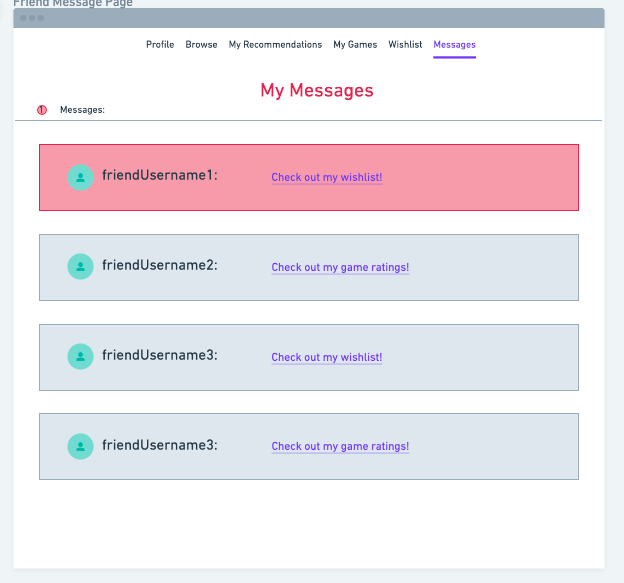 Friend Message Page
Profile Browse My Recommendations My Games Wishlist Messages
My Messages
1 Messages:
friendUsername1: Check out my wishlist!
friendUsername2: Check out my game ratings!
friendUsername3: Check out my wishlist!
friendUsername3: Check out my game ratings!